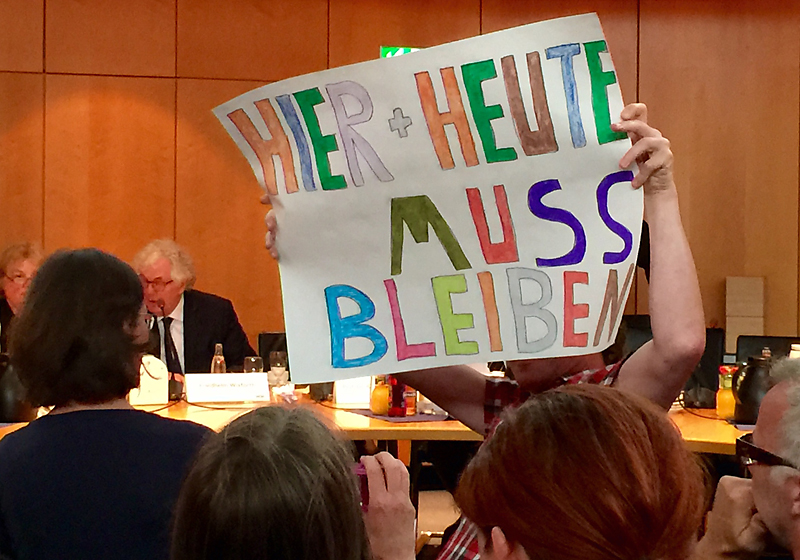 HIER + HEUTE
MUSS
BLEIBEN